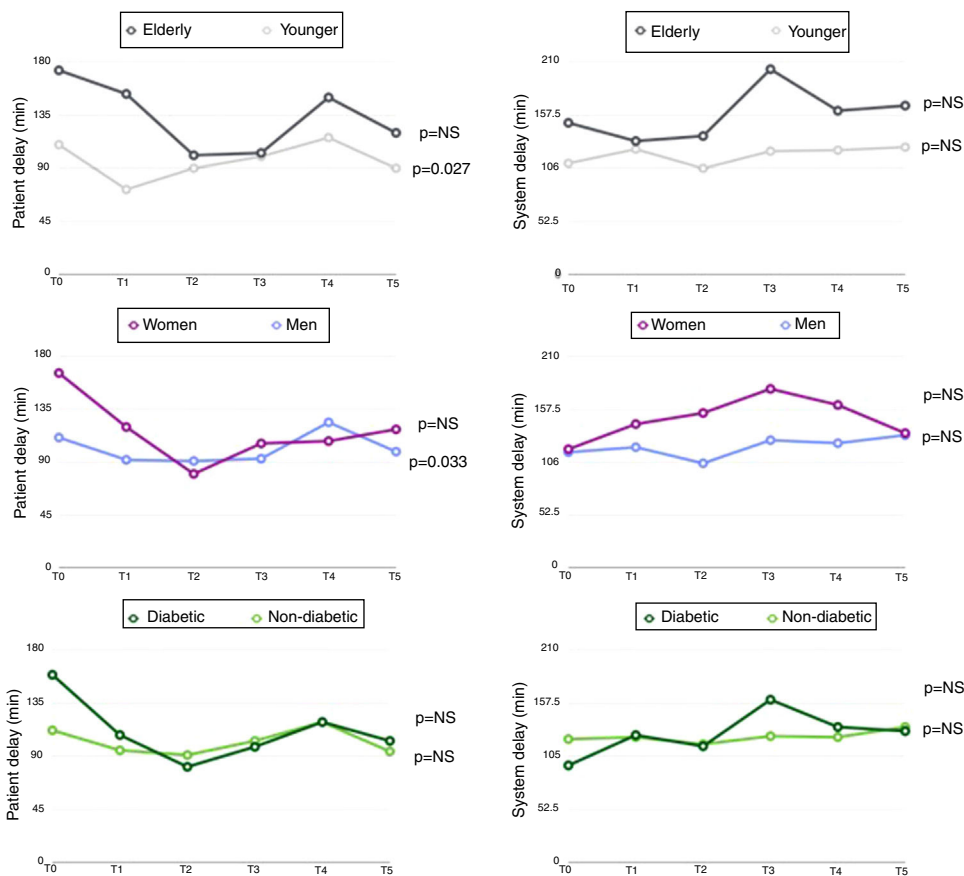 Elderly Younger
Patient delay (min)
180
135
90
45
0
T0 T1 T2 T3 T4 T5
p=NS
p=0.027
Elderly Younger
System delay (min)
210
157.5
106
52.5
0
T0 T1 T2 T3 T4 T5
p=NS
p=NS
Women Men
Patient delay (min)
180
135
90
45
0
T0 T1 T2 T3 T4 T5
p=NS
p=0.033
Women Men
System delay (min)
210
157.5
106
52.5
0
T0 T1 T2 T3 T4 T5
p=NS
p=NS
Diabetic Non-diabetic
Patient delay (min)
180
135
90
45
0
T0 T1 T2 T3 T4 T5
p=NS
p=NS
Diabetic Non-diabetic
System delay (min)
210
157.5
105
52.5
0
T0 T1 T2 T3 T4 T5
p=NS
p=NS